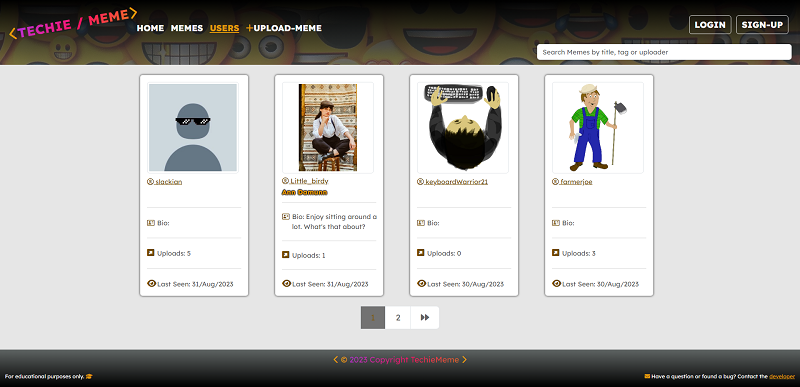 <TECHIE / MEME>
HOME MEMES USERS +UPLOAD-MEME
LOGIN SIGN-UP
Search Memes by title, tag or uploader
slackian
Bio:
Uploads: 5
Last Seen: 31/Aug/2023
Little_birdy
Ann Damunn
Bio: Enjoy sitting around a
lot. What's that about?
Uploads: 1
Last Seen: 31/Aug/2023
keyboardWarrior21
Bio:
Uploads: 0
Last Seen: 30/Aug/2023
farmerjoe
Bio:
Uploads: 3
Last Seen: 30/Aug/2023
1 2
< © 2023 Copyright TechieMeme >
For educational purposes only.
Have a question or found a bug? Contact the developer